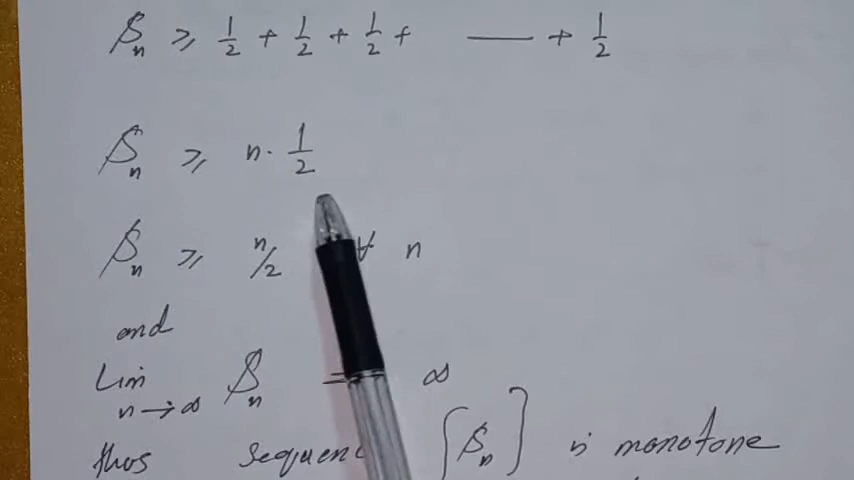 Sₙ ≥ 1/2 + 1/2 + 1/2 + —— + 1/2
Sₙ ≥ n · 1/2
Sₙ ≥ n/2 ∀ n
and
Lim n→∞ Sₙ = ∞
thus sequenc [Sₙ] is monotone